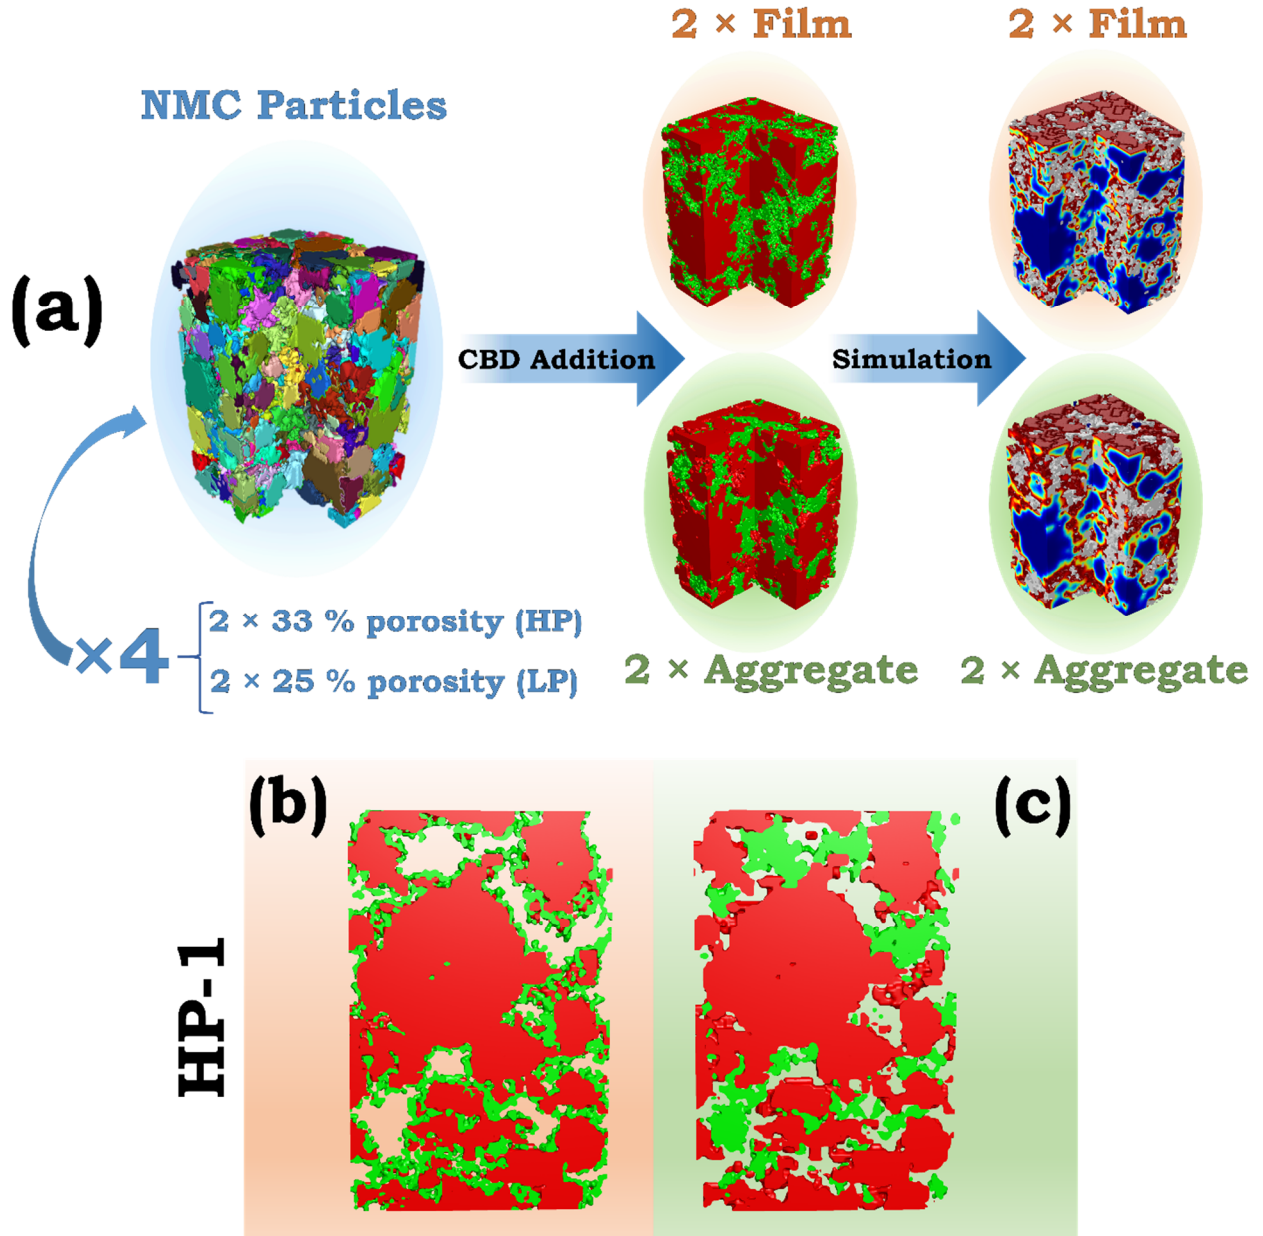 2 × Film
2 × Film
NMC Particles
(a)
CBD Addition
Simulation
×4
2 × 33 % porosity (HP)
2 × 25 % porosity (LP)
2 × Aggregate
2 × Aggregate
(b)
(c)
HP-1